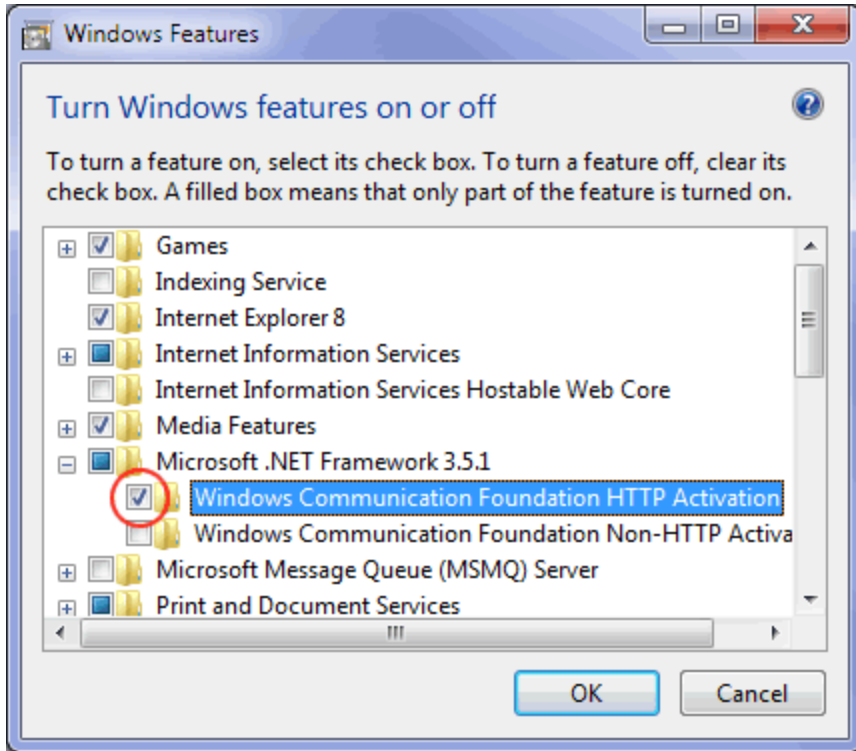 Windows Features
Turn Windows features on or off
To turn a feature on, select its check box. To turn a feature off, clear its
check box. A filled box means that only part of the feature is turned on.
Games
Indexing Service
Internet Explorer 8
Internet Information Services
Internet Information Services Hostable Web Core
Media Features
Microsoft .NET Framework 3.5.1
Windows Communication Foundation HTTP Activation
Windows Communication Foundation Non-HTTP Activa
Microsoft Message Queue (MSMQ) Server
Print and Document Services
OK Cancel